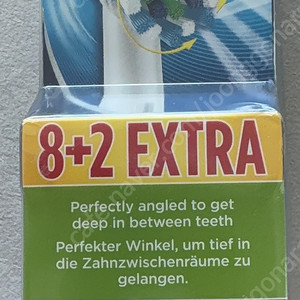 8+2 EXTRA
Perfectly angled to get
deep in between teeth
Perfekter Winkel, um tief in
die Zahnzwischenräume zu
gelangen.